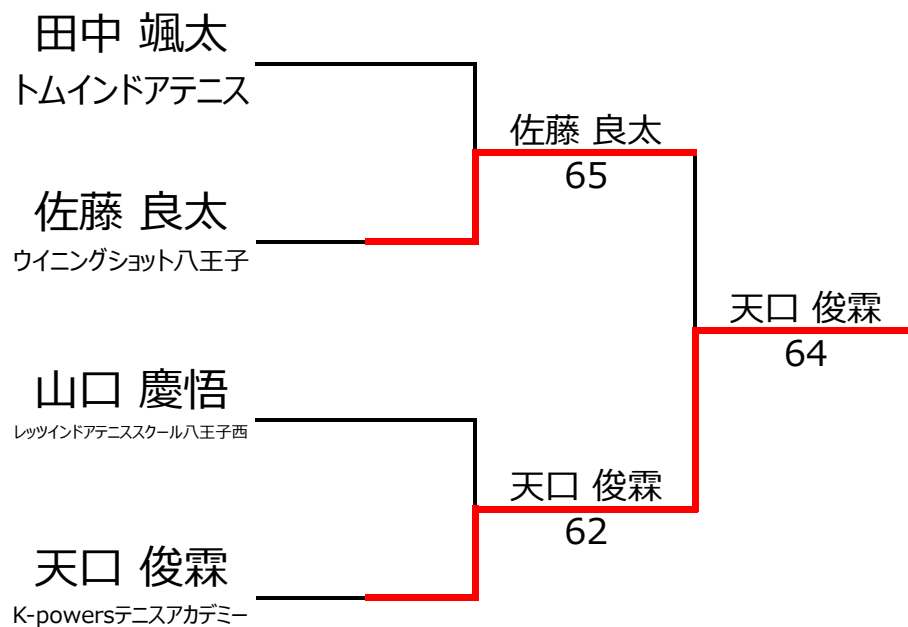 田中 颯太
トムインドアテニス
佐藤 良太
65
佐藤 良太
ウイニングショット八王子
天口 俊霖
64
山口 慶悟
レッツインドアテニススクール八王子西
天口 俊霖
62
天口 俊霖
K-powersテニスアカデミー